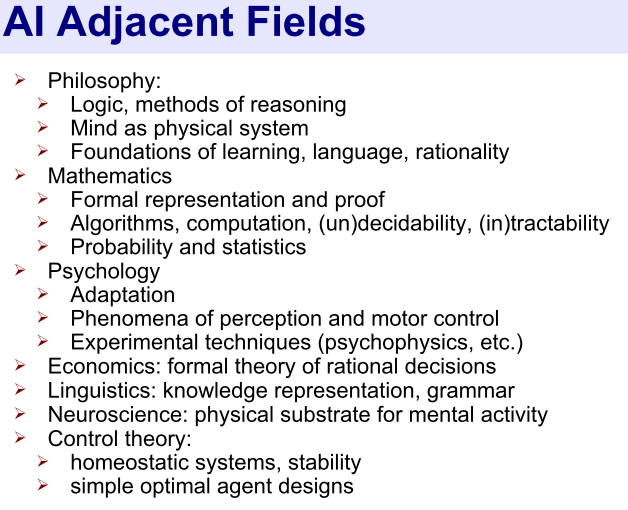 AI Adjacent Fields
Philosophy:
Logic, methods of reasoning
Mind as physical system
Foundations of learning, language, rationality
Mathematics
Formal representation and proof
Algorithms, computation, (un)decidability, (in)tractability
Probability and statistics
Psychology
Adaptation
Phenomena of perception and motor control
Experimental techniques (psychophysics, etc.)
Economics: formal theory of rational decisions
Linguistics: knowledge representation, grammar
Neuroscience: physical substrate for mental activity
Control theory:
homeostatic systems, stability
simple optimal agent designs